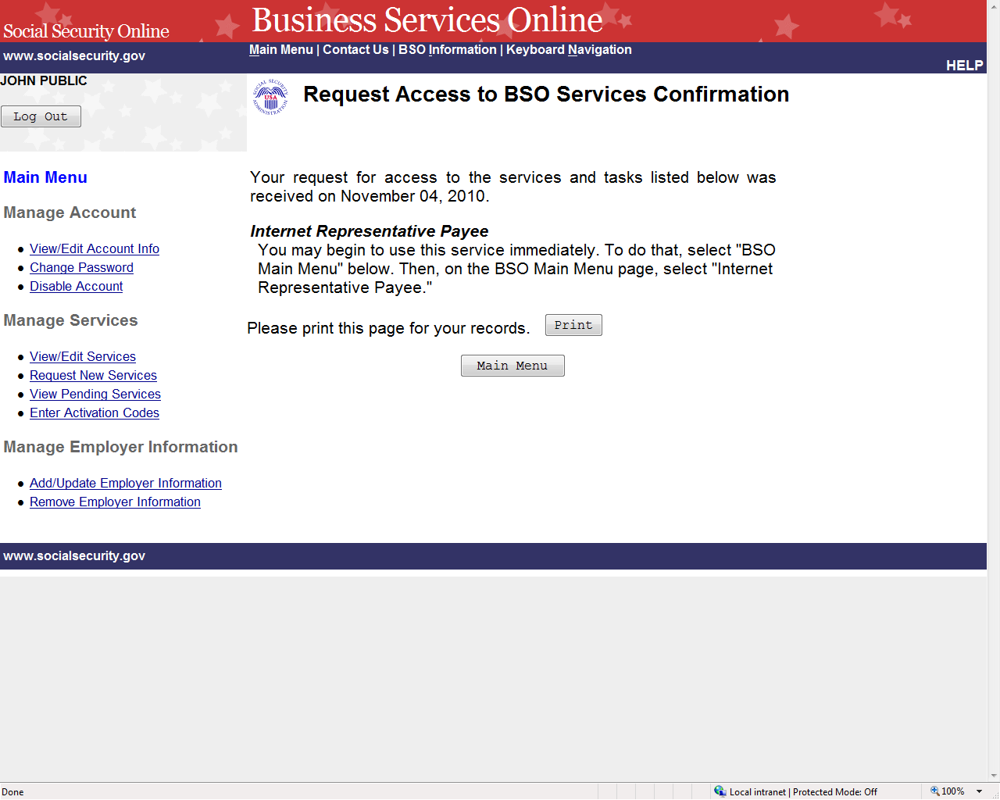 Social Security Online
Business Services Online
www.socialsecurity.gov
Main Menu | Contact Us | BSO Information | Keyboard Navigation
HELP
JOHN PUBLIC
Log Out
SOCIAL SECURITY ADMINISTRATION
USA
Request Access to BSO Services Confirmation
Main Menu
Manage Account
View/Edit Account Info
Change Password
Disable Account
Manage Services
View/Edit Services
Request New Services
View Pending Services
Enter Activation Codes
Manage Employer Information
Add/Update Employer Information
Remove Employer Information
Your request for access to the services and tasks listed below was
received on November 04, 2010.
Internet Representative Payee
You may begin to use this service immediately. To do that, select "BSO
Main Menu" below. Then, on the BSO Main Menu page, select "Internet
Representative Payee."
Please print this page for your records.
Print
Main Menu
www.socialsecurity.gov
Done
Local intranet | Protected Mode: Off
100%